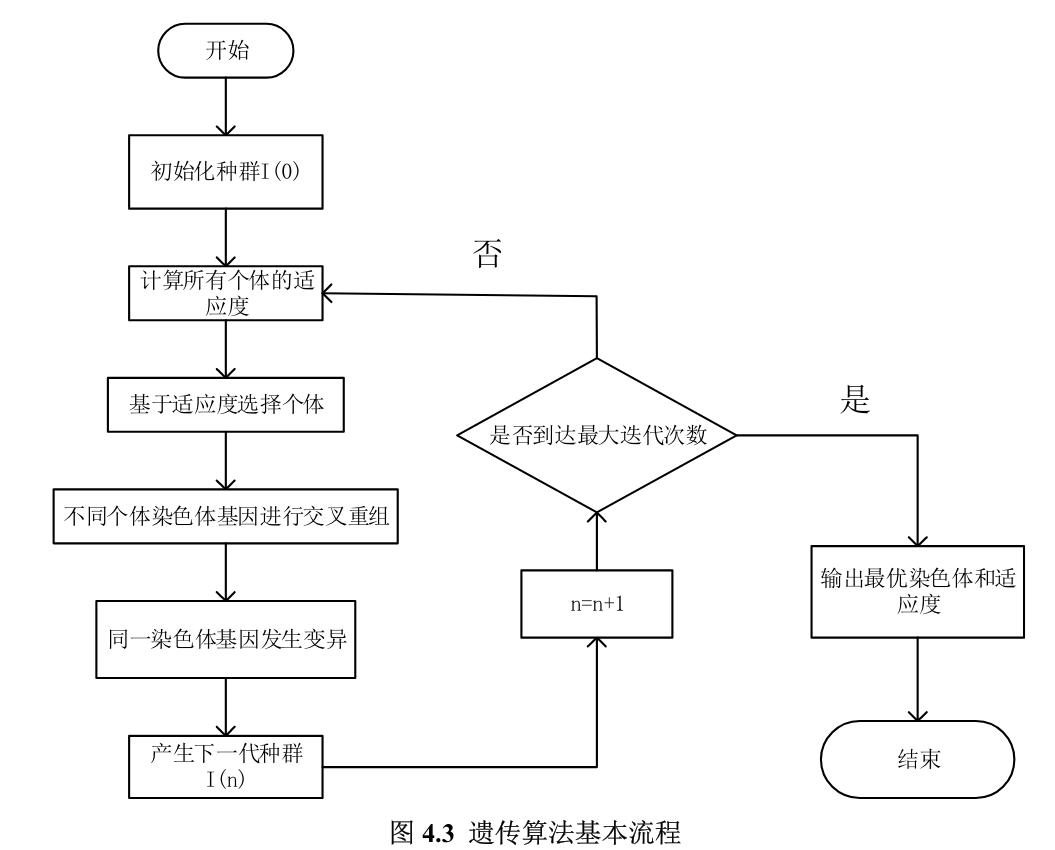 开始
初始化种群I(0)
计算所有个体的适
应度
基于适应度选择个体
不同个体染色体基因进行交叉重组
同一染色体基因发生变异
产生下一代种群
I(n)
n=n+1
是否到达最大迭代次数
否
是
输出最优染色体和适
应度
结束
图 4.3 遗传算法基本流程